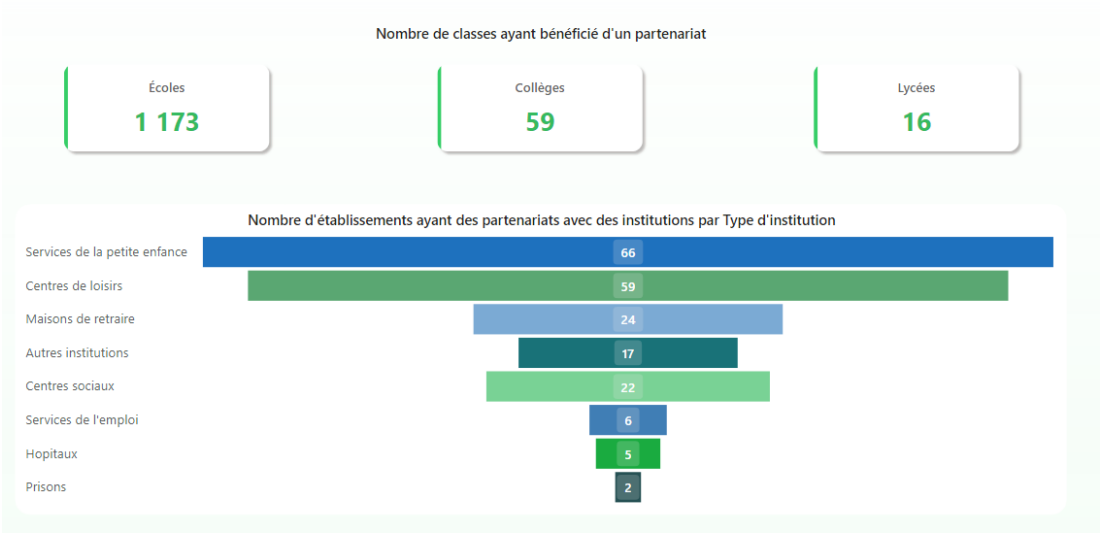 Nombre de classes ayant bénéficié d'un partenariat
Écoles
1 173
Collèges
59
Lycées
16
Nombre d'établissements ayant des partenariats avec des institutions par Type d'institution
Services de la petite enfance 66
Centres de loisirs 59
Maisons de retraire 24
Autres institutions 17
Centres sociaux 22
Services de l'emploi 6
Hopitaux 5
Prisons 2